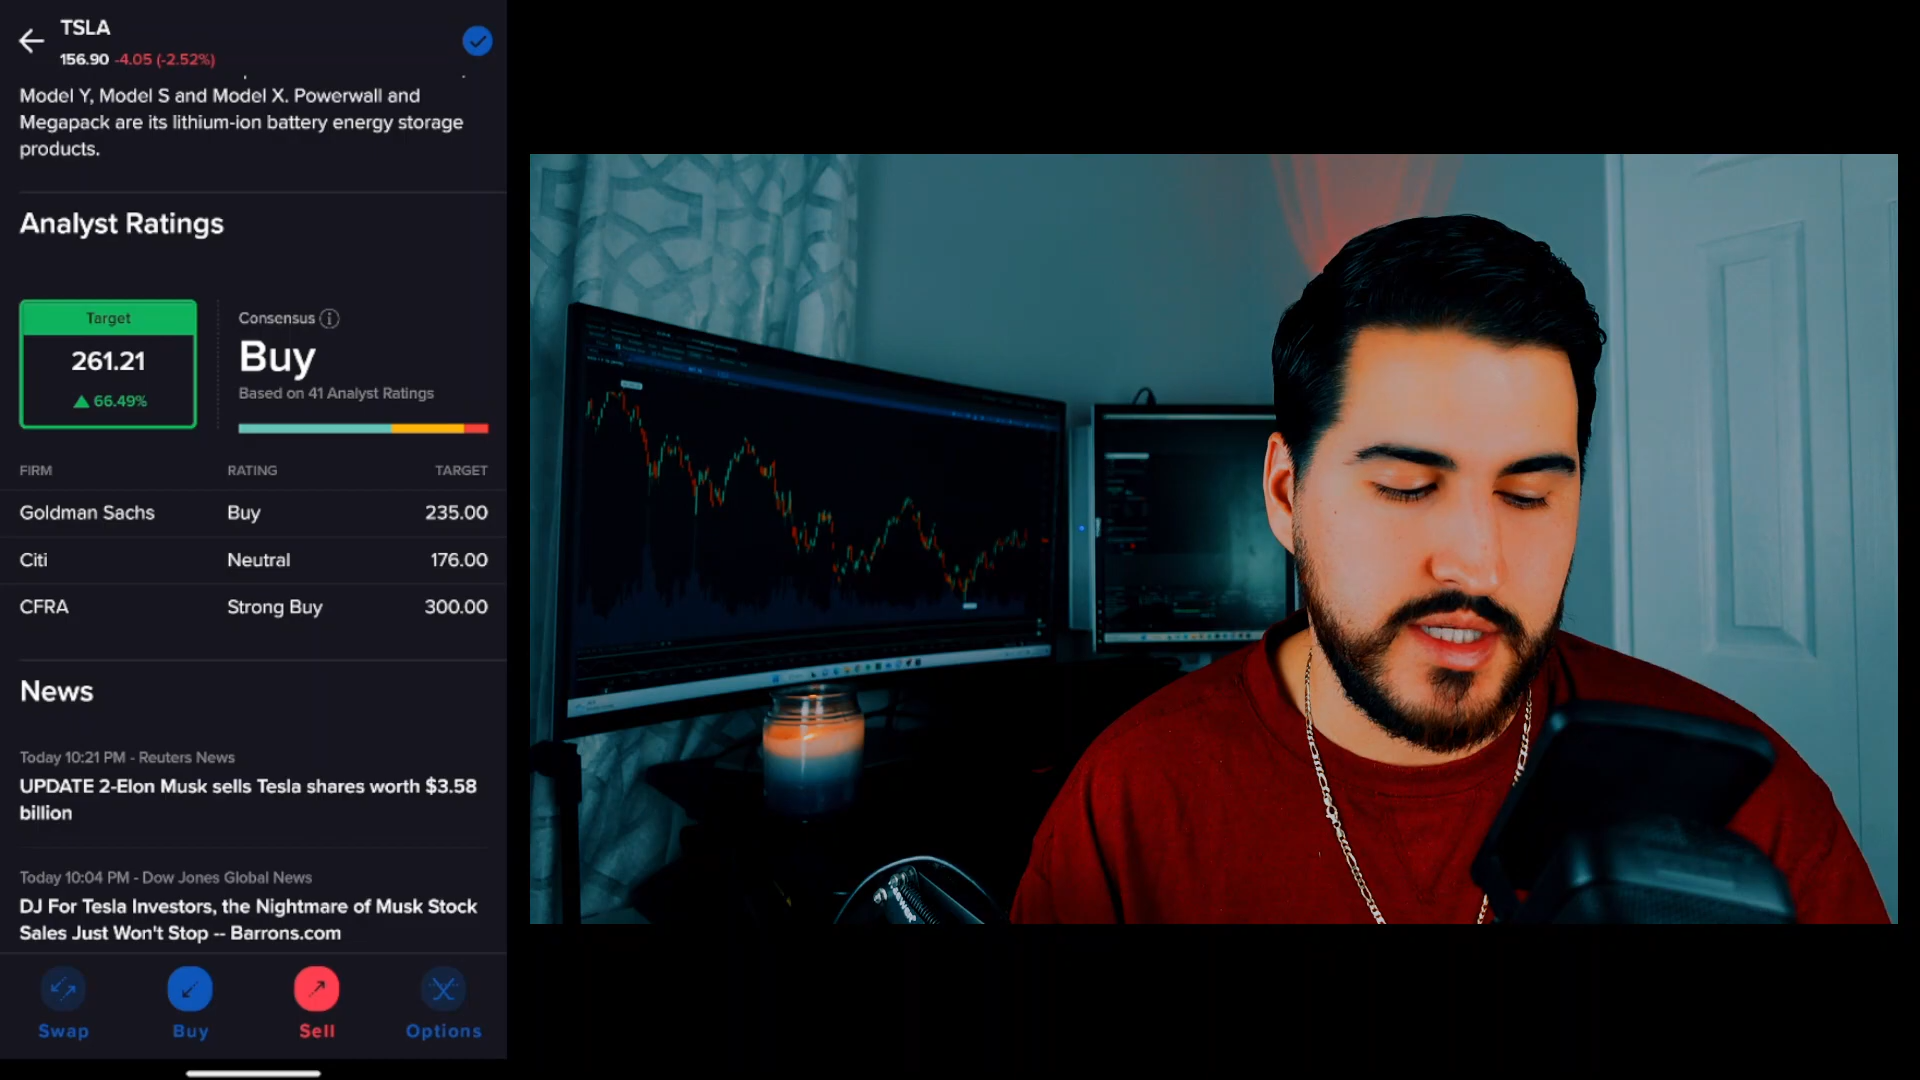 TSLA
156.90 -4.05 (-2.52%)
Model Y, Model S and Model X. Powerwall and
Megapack are its lithium-ion battery energy storage
products.
Analyst Ratings
Target
261.21
▲ 66.49%
Consensus
Buy
Based on 41 Analyst Ratings
FIRM RATING TARGET
Goldman Sachs Buy 235.00
Citi Neutral 176.00
CFRA Strong Buy 300.00
News
Today 10:21 PM - Reuters News
UPDATE 2-Elon Musk sells Tesla shares worth $3.58
billion
Today 10:04 PM - Dow Jones Global News
DJ For Tesla Investors, the Nightmare of Musk Stock
Sales Just Won't Stop -- Barrons.com
Swap Buy Sell Options